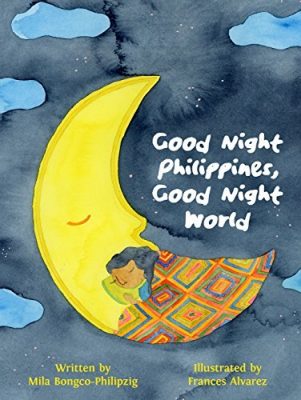 Good Night
Philippines,
Good Night
World
Written by
Mila Bongco-Philipzig
Illustrated by
Frances Alvarez